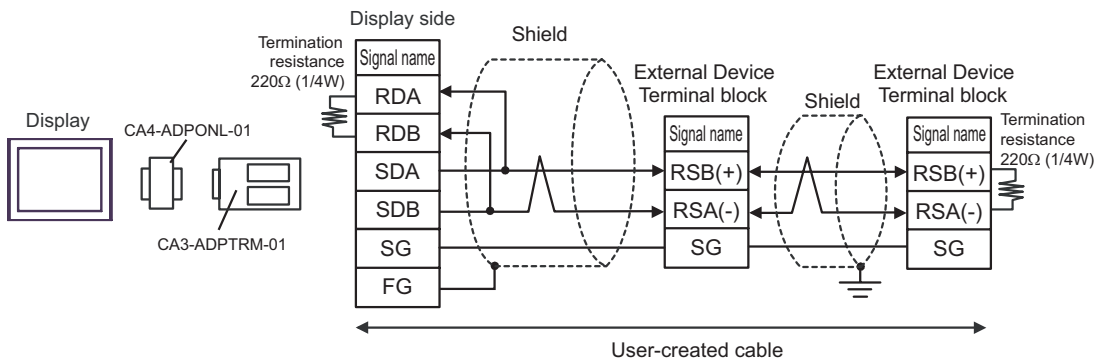 Display
CA4-ADPONL-01
CA3-ADPTRM-01
Termination
resistance
220Ω (1/4W)
Display side
Signal name
RDA
RDB
SDA
SDB
SG
FG
Shield
External Device
Terminal block
Signal name
RSB(+)
RSA(-)
SG
Shield
External Device
Terminal block
Signal name
RSB(+)
RSA(-)
SG
Termination
resistance
220Ω (1/4W)
User-created cable